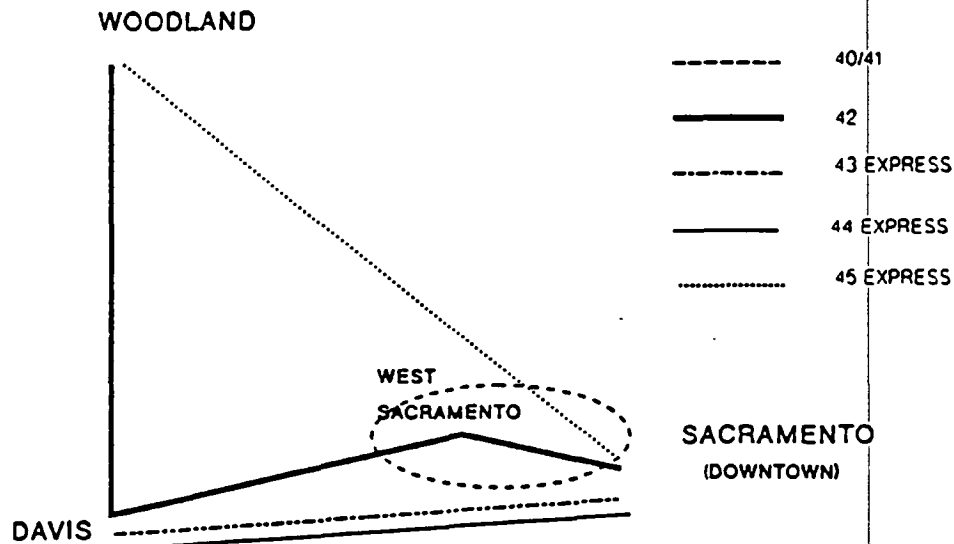 WOODLAND
40/41
42
43 EXPRESS
44 EXPRESS
45 EXPRESS
WEST
SACRAMENTO
SACRAMENTO
(DOWNTOWN)
DAVIS